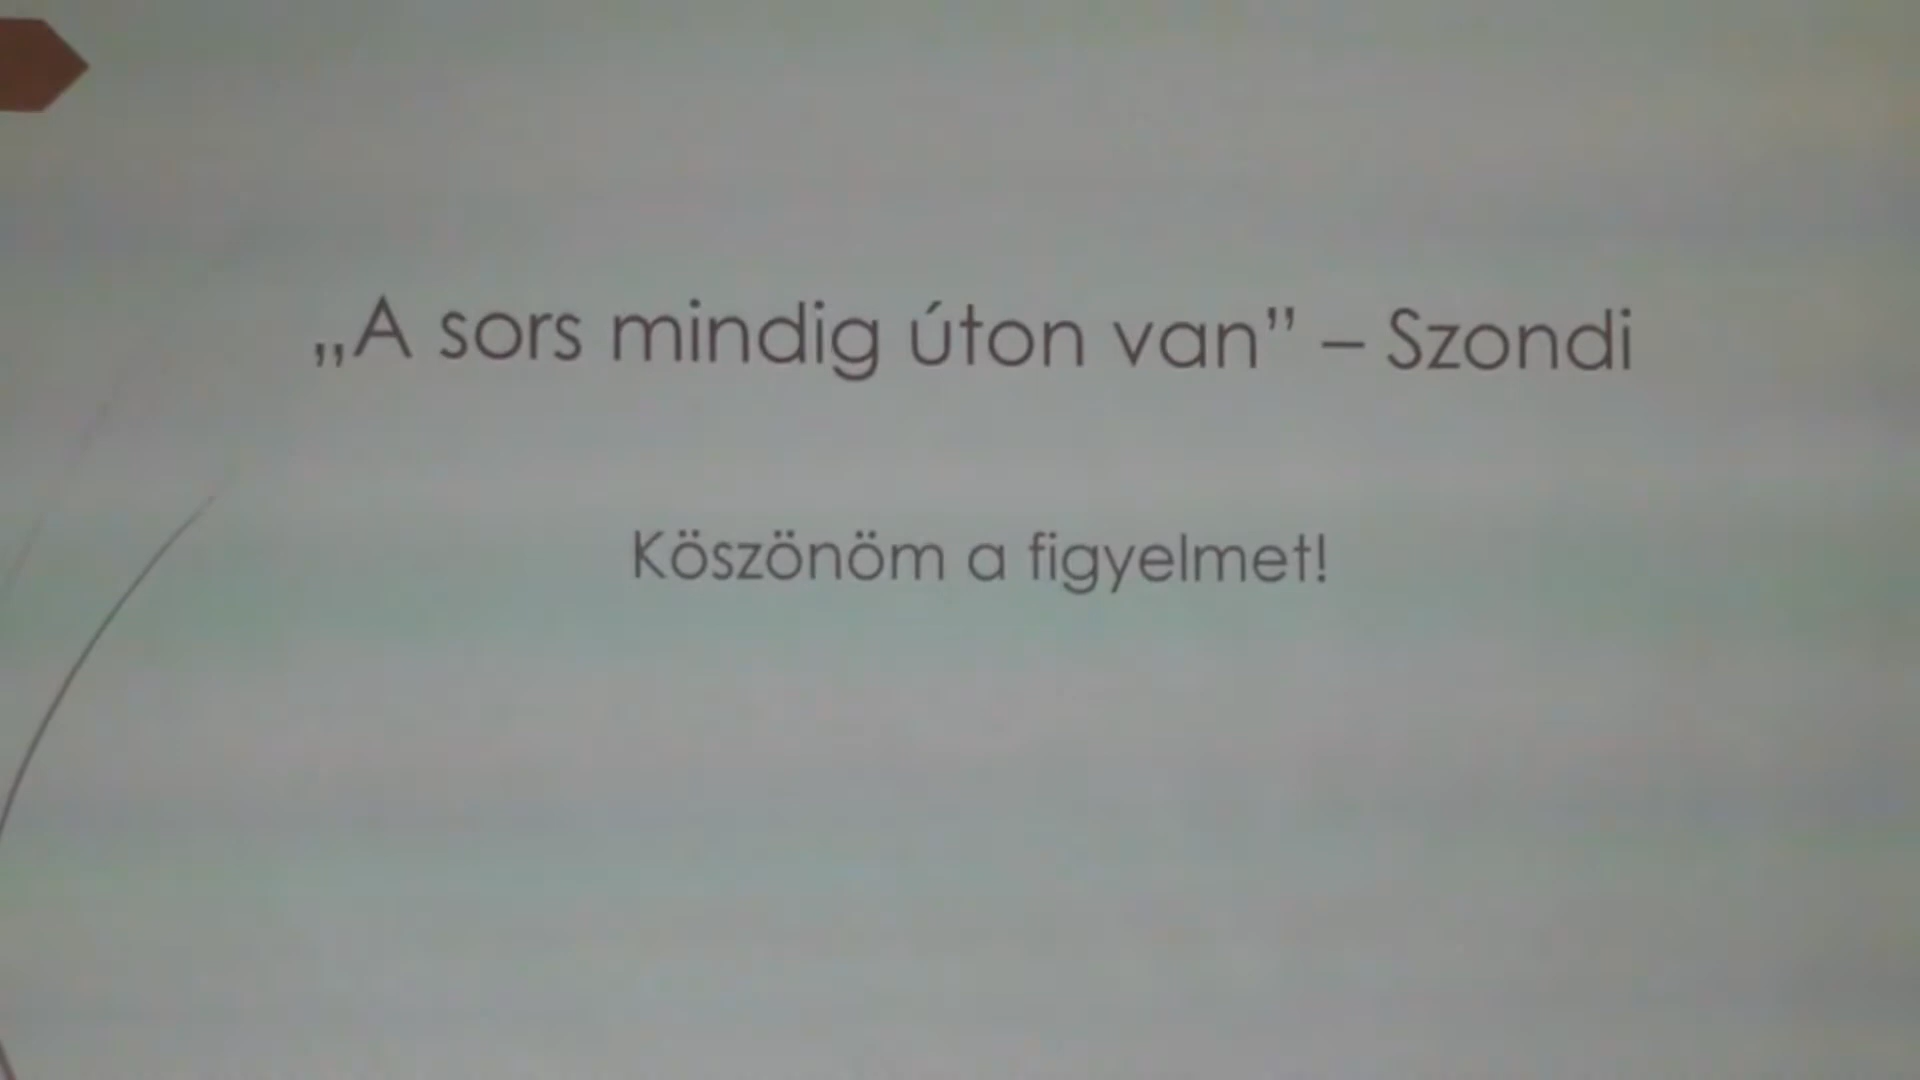 „A sors mindig úton van” – Szondi
Köszönöm a figyelmet!